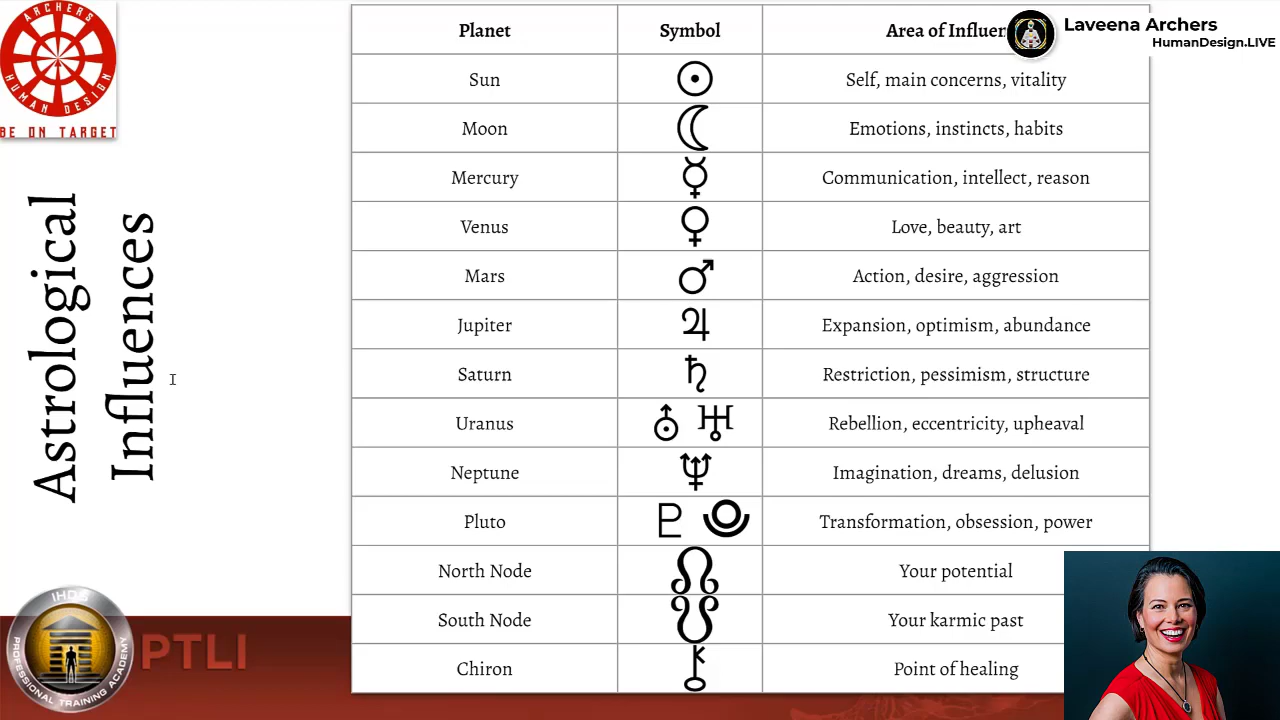 ARCHERS
HUMAN DESIGN
BE ON TARGET
Astrological
Influences
Laveena Archers
HumanDesign.LIVE
Planet Symbol Area of Influen
Sun Self, main concerns, vitality
Moon Emotions, instincts, habits
Mercury Communication, intellect, reason
Venus Love, beauty, art
Mars Action, desire, aggression
Jupiter Expansion, optimism, abundance
Saturn Restriction, pessimism, structure
Uranus Rebellion, eccentricity, upheaval
Neptune Imagination, dreams, delusion
Pluto Transformation, obsession, power
North Node Your potential
South Node Your karmic past
Chiron Point of healing
IHDS
PROFESSIONAL TRAINING ACADEMY
PTLI